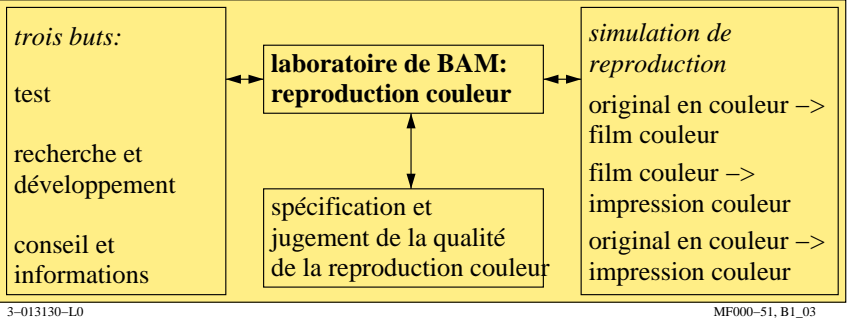 trois buts:
test
recherche et
développement
conseil et
informations
laboratoire de BAM:
reproduction couleur
spécification et
jugement de la qualité
de la reproduction couleur
simulation de
reproduction
original en couleur −>
film couleur
film couleur −>
impression couleur
original en couleur −>
impression couleur
3−013130−L0
MF000−51, B1_03